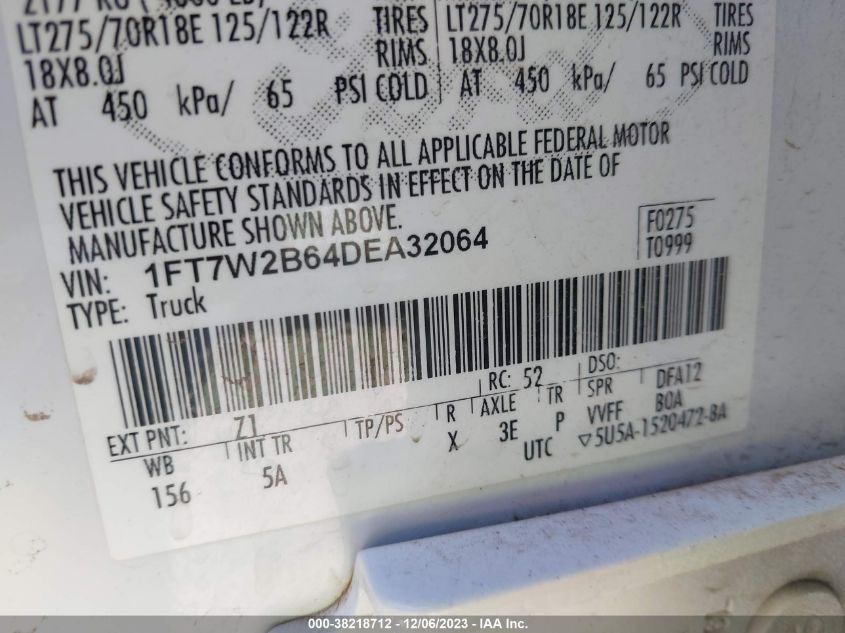 LT275/70R18E 125/122R TIRES LT275/70R18E 125/122R TIRES
18X8.0J RIMS 18X8.0J RIMS
AT 450 kPa/ 65 PSI COLD AT 450 kPa/ 65 PSI COLD
THIS VEHICLE CONFORMS TO ALL APPLICABLE FEDERAL MOTOR
VEHICLE SAFETY STANDARDS IN EFFECT ON THE DATE OF
MANUFACTURE SHOWN ABOVE.
VIN: 1FT7W2B64DEA32064
F0275
T0999
TYPE: Truck
EXT PNT: Z1 RC: 52 DSO:
WB INT TR TP/PS R AXLE TR SPR DFA12
156 5A X 3E P VVFF BOA
UTC ▽5U5A-1520472-BA
000-38218712 - 12/06/2023 - IAA Inc.